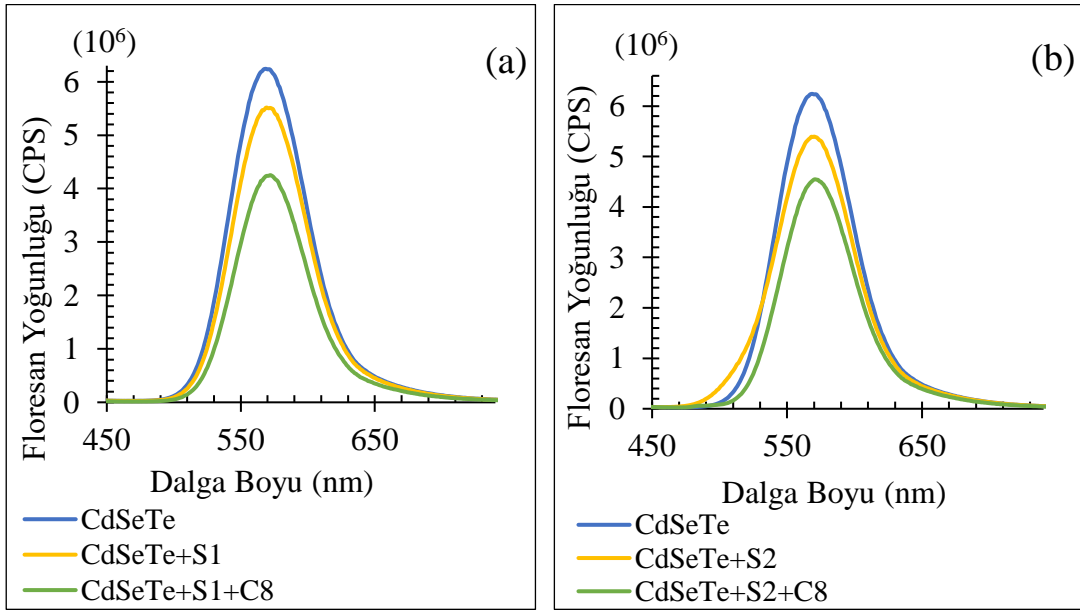 (10⁶)
(a)
Floresan Yoğunluğu (CPS)
6
5
4
3
2
1
0
450
550
650
Dalga Boyu (nm)
CdSeTe
CdSeTe+S1
CdSeTe+S1+C8
(10⁶)
(b)
Floresan Yoğunluğu (CPS)
6
5
4
3
2
1
0
450
550
650
Dalga Boyu (nm)
CdSeTe
CdSeTe+S2
CdSeTe+S2+C8